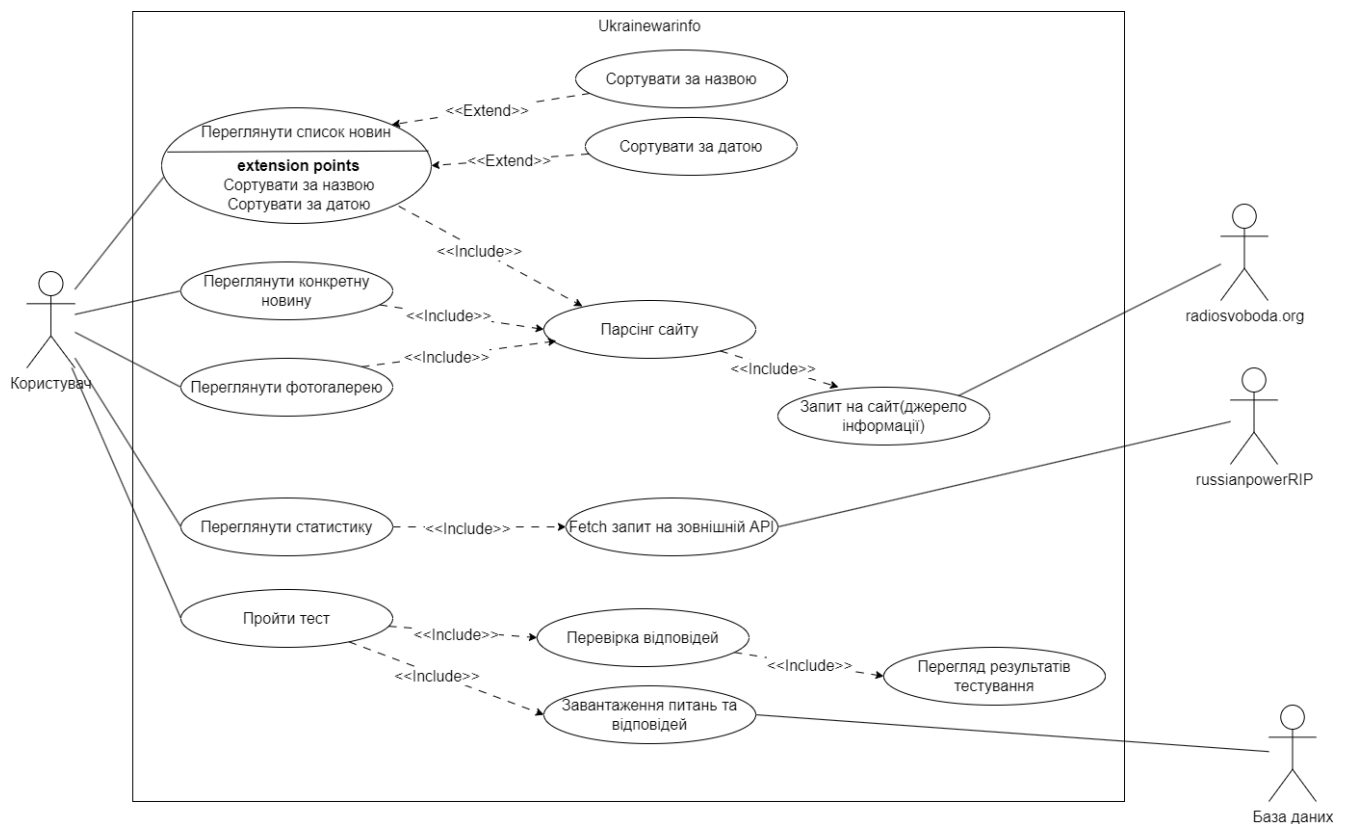 Ukrainewarinfo
Сортувати за назвою
<<Extend>>
Переглянути список новин
extension points
Сортувати за назвою
Сортувати за датою
Сортувати за датою
<<Extend>>
<<Include>>
Користувач
Переглянути конкретну
новину
<<Include>>
Переглянути фотогалерею
<<Include>>
Парсінг сайту
<<Include>>
Запит на сайт(джерело
інформації)
radiosvoboda.org
russianpowerRIP
Переглянути статистику
<<Include>>
Fetch запит на зовнішній API
Пройти тест
<<Include>>
<<Include>>
Перевірка відповідей
<<Include>>
Перегляд результатів
тестування
Завантаження питань та
відповідей
База даних